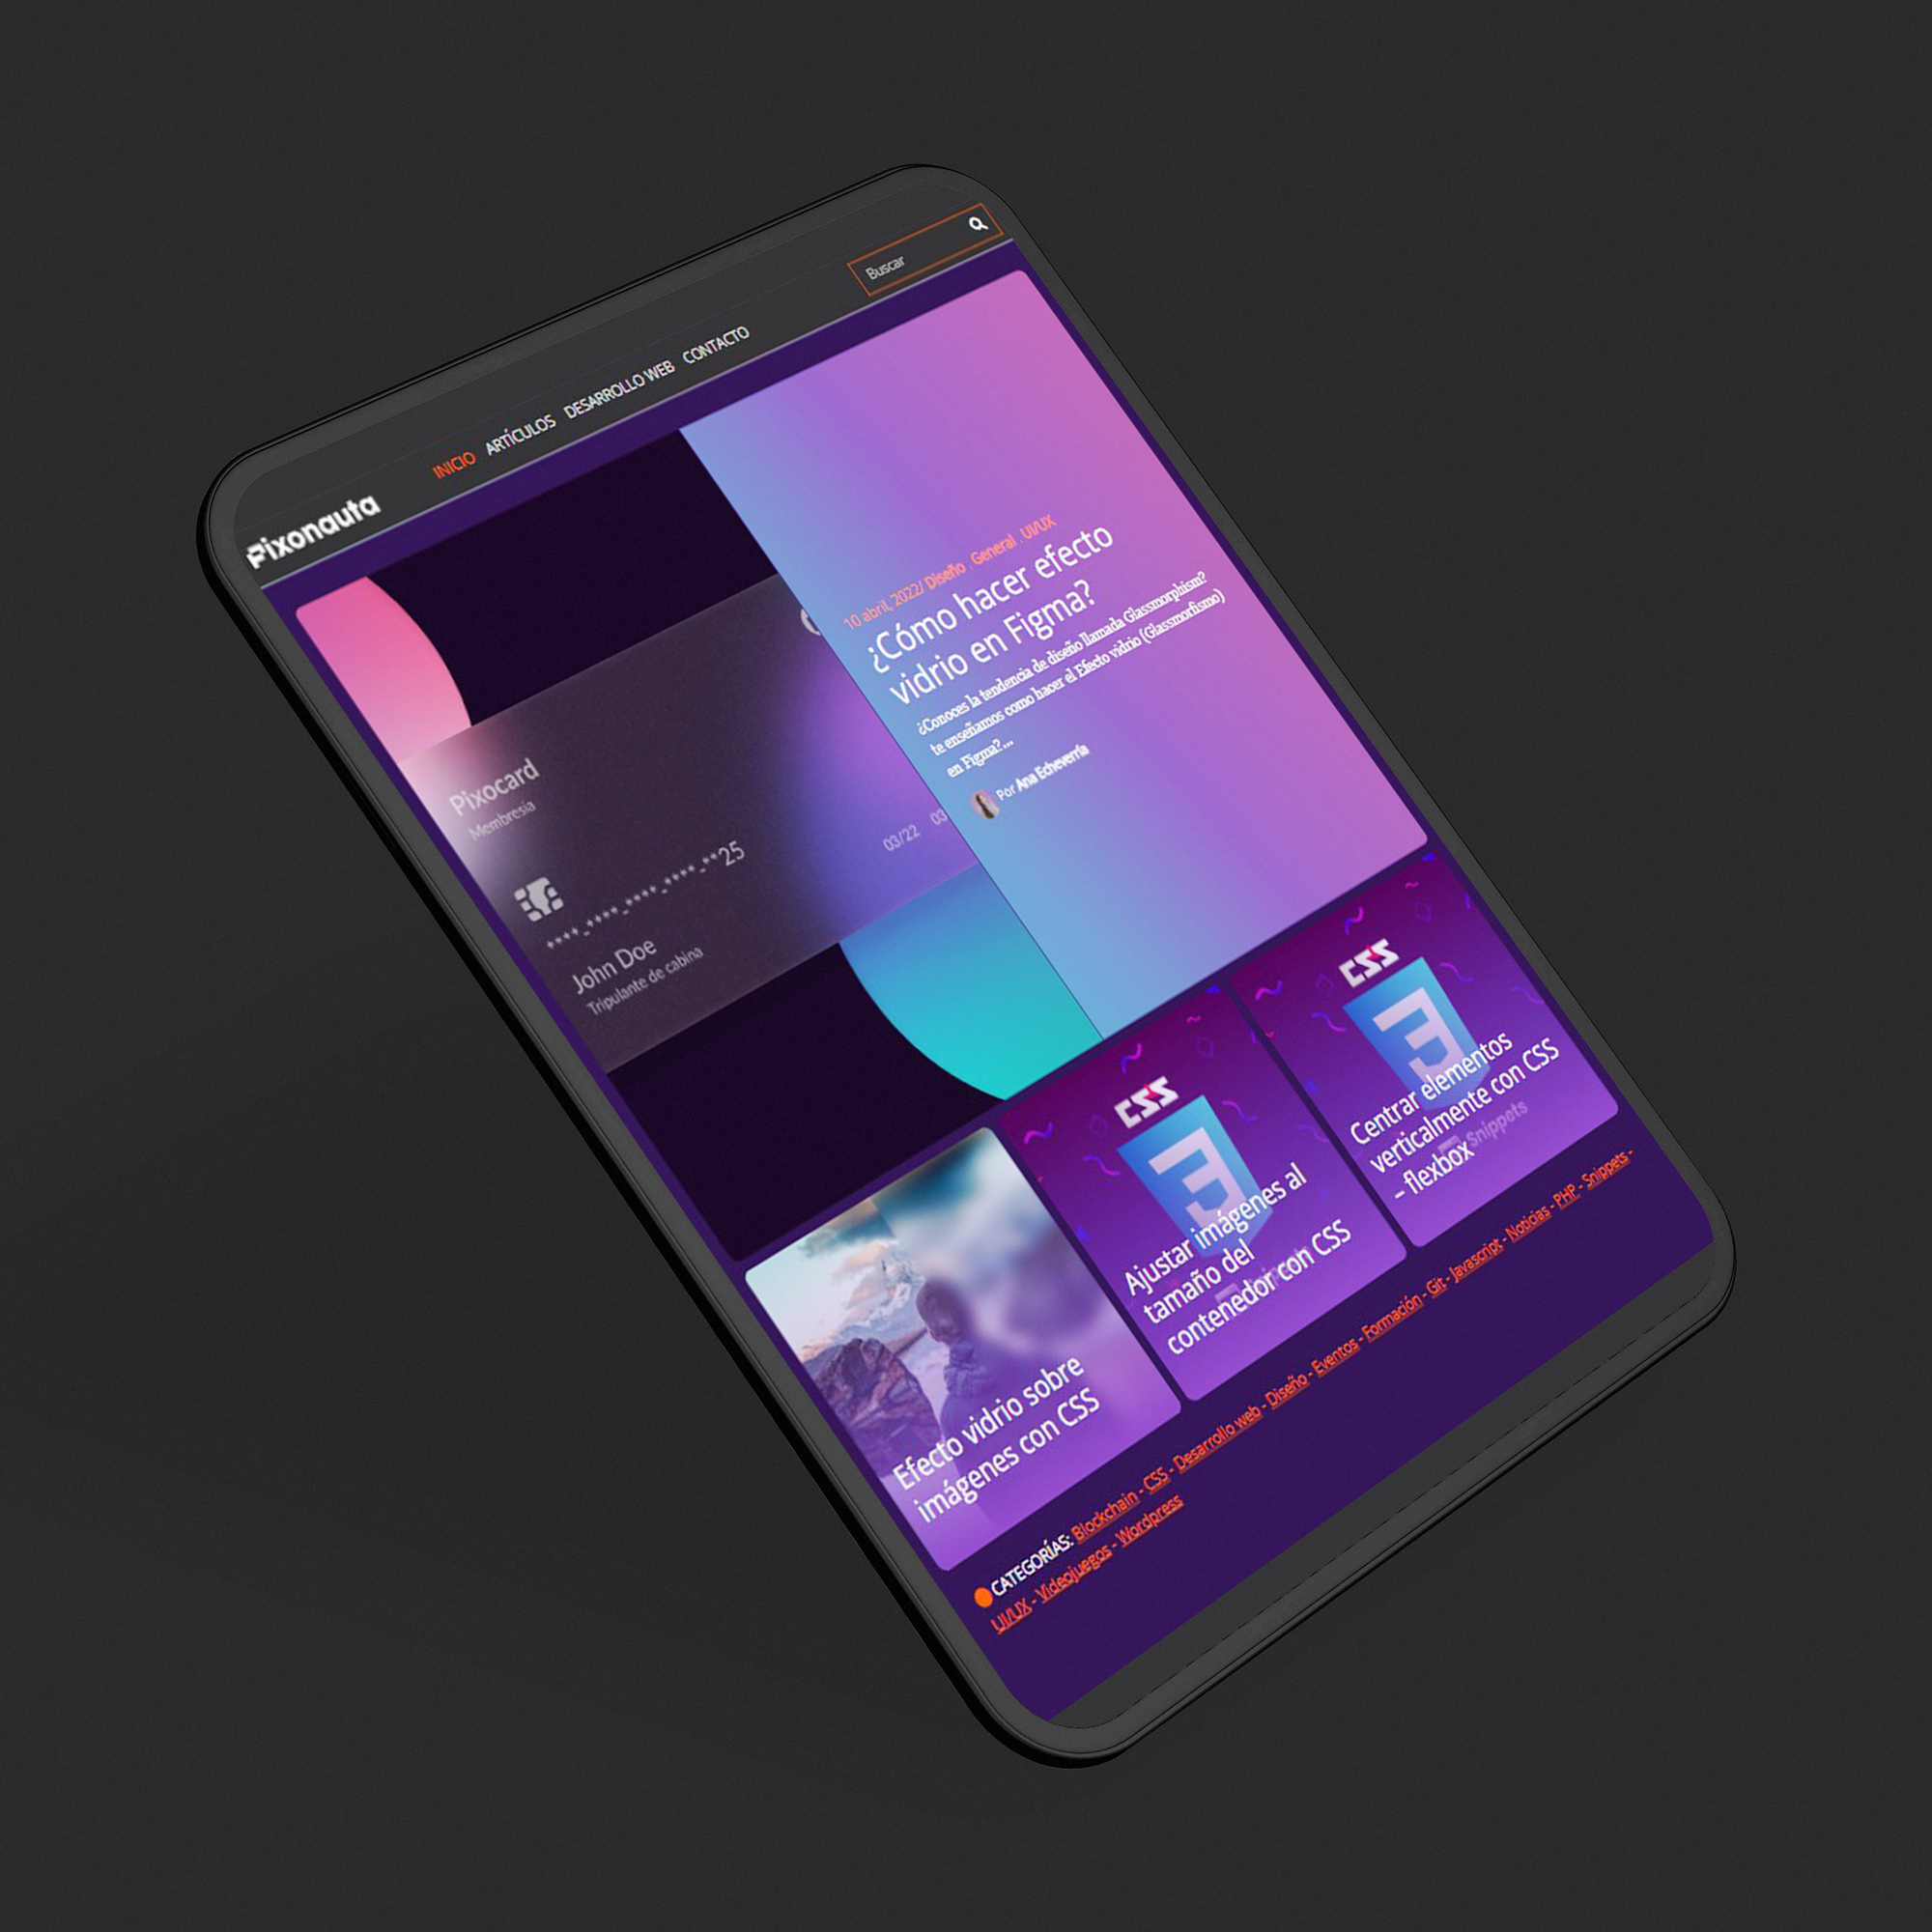 Pixonauta
INICIO ARTÍCULOS DESARROLLO WEB CONTACTO
Buscar
Pixocard
Membresia
****_****_****_****_**25
03/22 03
John Doe
Tripulante de cabina
10 abril, 2022/ Diseño , General , UI/UX
¿Cómo hacer efecto
vidrio en Figma?
¿Conoces la tendencia de diseño llamada Glassmorphism?
te enseñamos como hacer el Efecto vidrio (Glassmorfismo)
en Figma?...
Por Ana Echeverría
Efecto vidrio sobre
imágenes con CSS
CSS
3
Ajustar imágenes al
tamaño del
contenedor con CSS
CSS
3
Centrar elementos
verticalmente con CSS
– flexbox
Snippets
CATEGORÍAS: Blockchain - CSS - Desarrollo web - Diseño - Eventos - Formación - Git - Javascript - Noticias - PHP - Snippets -
UI/UX - Videojuegos - Wordpress